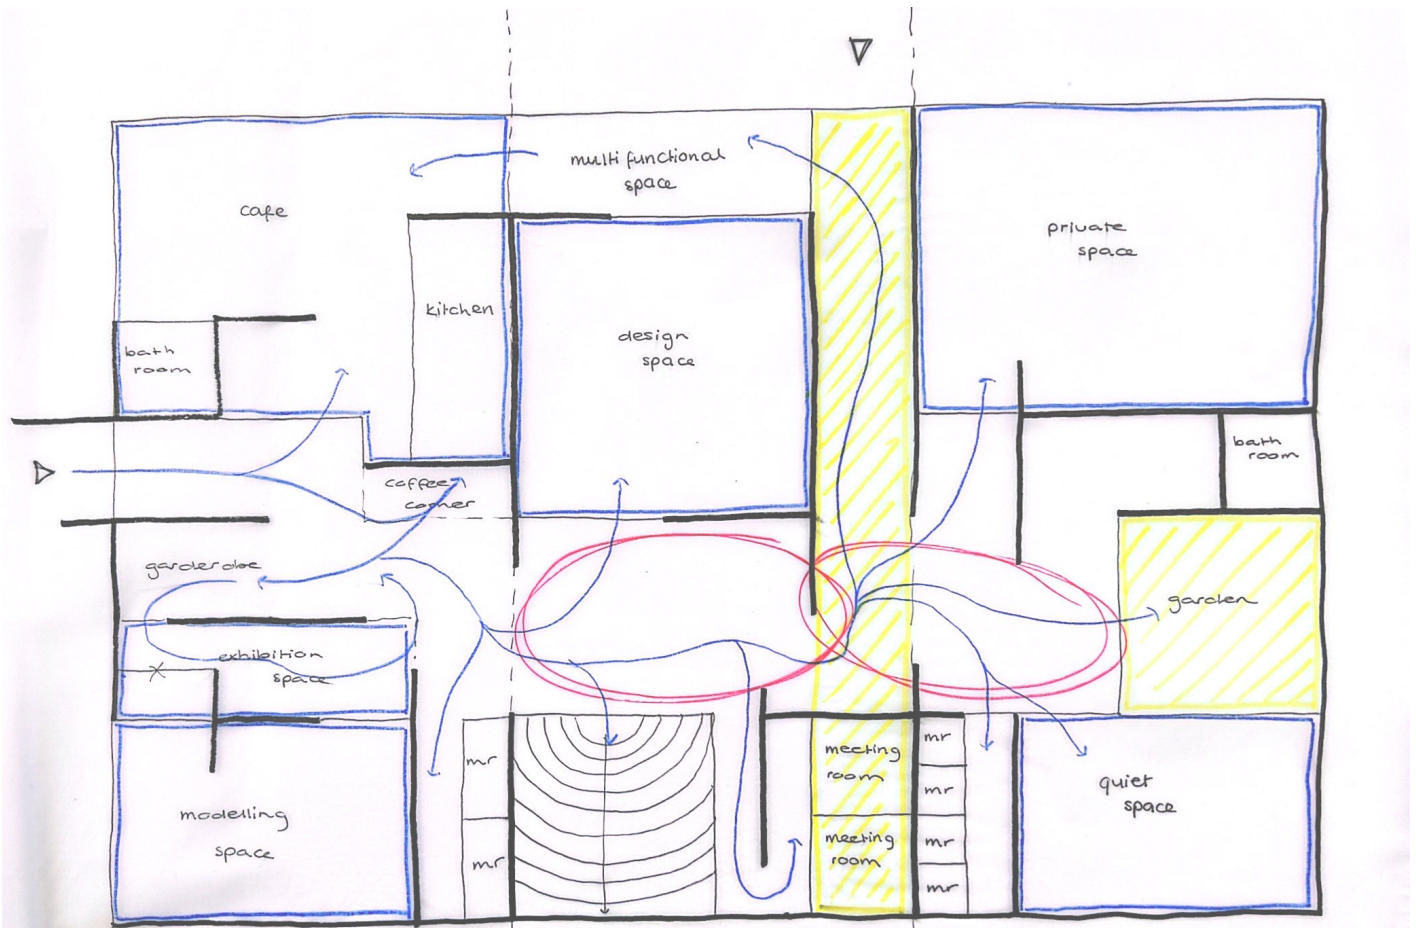 multi functional
space
cafe
private
space
kitchen
design
space
bath
room
bath
room
coffee
corner
garderobe
garden
exhibition
space
meeting
room
mr
mr
mr
quiet
space
modelling
space
meeting
room
mr
mr
mr